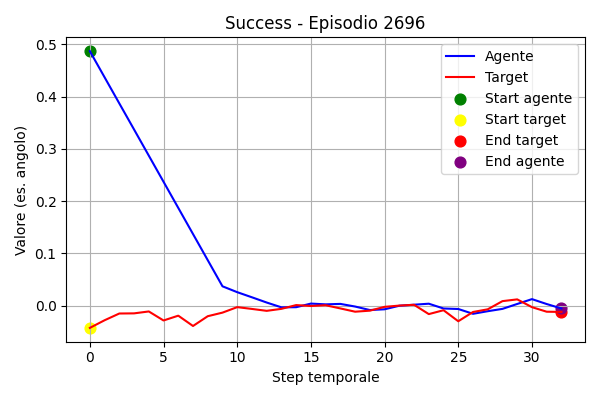 Success - Episodio 2696
Valore (es. angolo)
0.5
0.4
0.3
0.2
0.1
0.0
Agente
Target
Start agente
Start target
End target
End agente
0 5 10 15 20 25 30
Step temporale